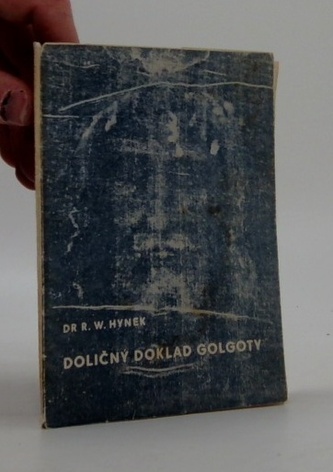 DR R. W. HYNEK
DOLIČNÝ DOKLAD GOLGOTY